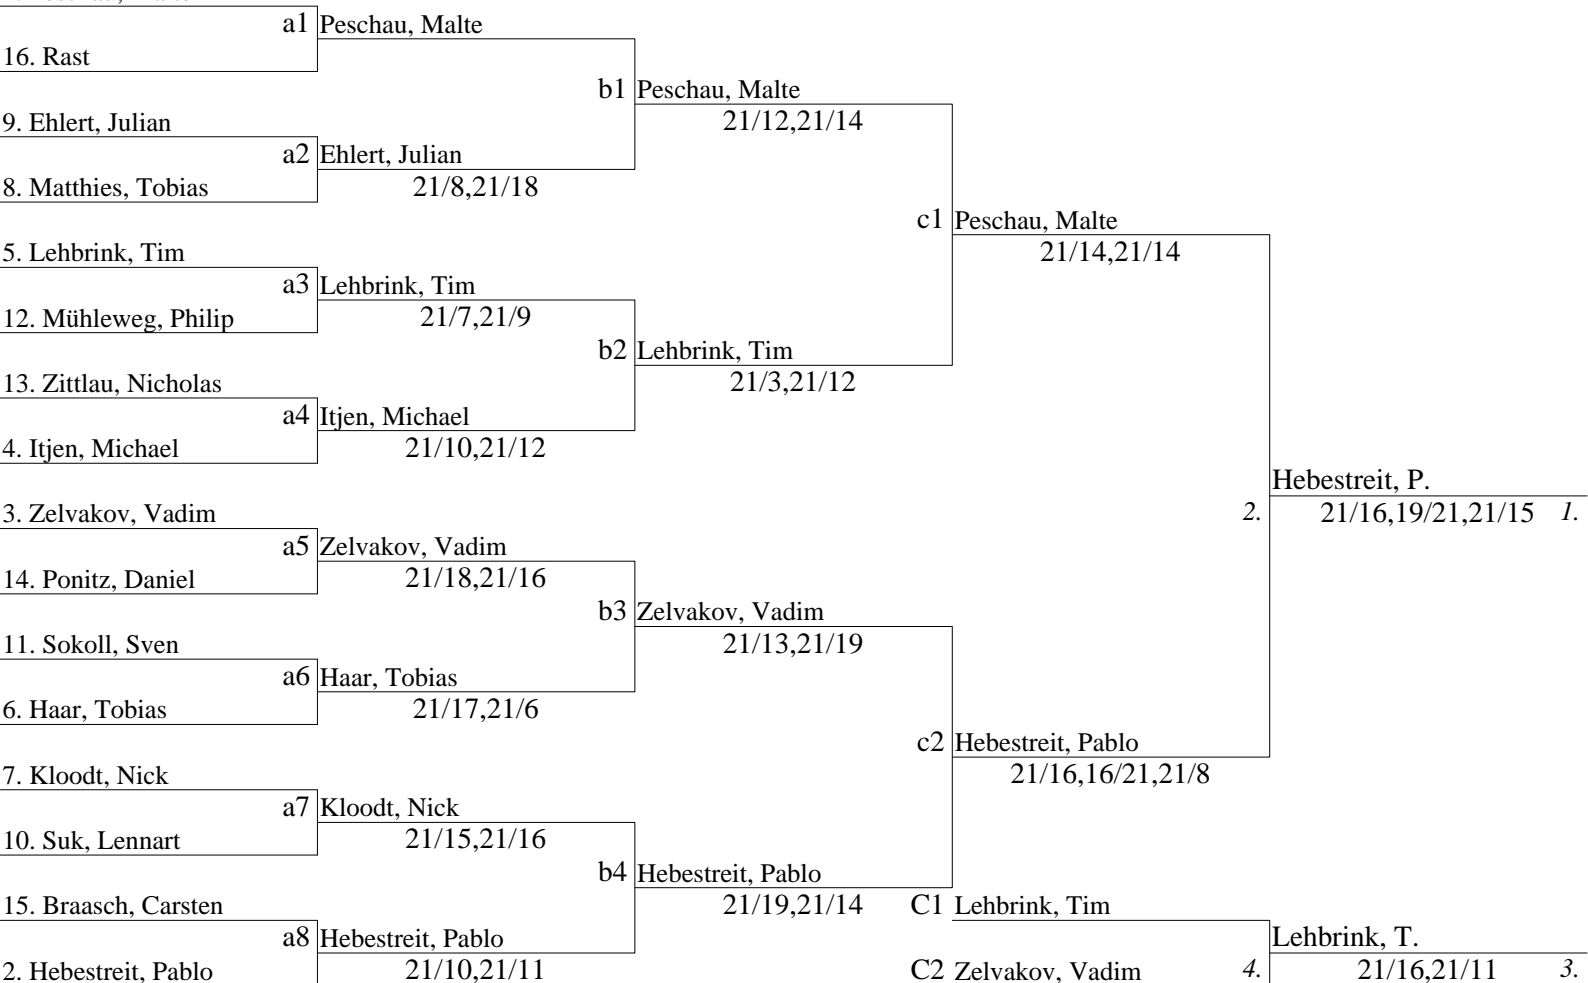 a1 Peschau, Malte
16. Rast
b1 Peschau, Malte
21/12,21/14
9. Ehlert, Julian
a2 Ehlert, Julian
8. Matthies, Tobias
21/8,21/18
c1 Peschau, Malte
21/14,21/14
5. Lehbrink, Tim
a3 Lehbrink, Tim
12. Mühleweg, Philip
21/7,21/9
b2 Lehbrink, Tim
21/3,21/12
13. Zittlau, Nicholas
a4 Itjen, Michael
4. Itjen, Michael
21/10,21/12
Hebestreit, P.
2. 21/16,19/21,21/15 1.
3. Zelvakov, Vadim
a5 Zelvakov, Vadim
14. Ponitz, Daniel
21/18,21/16
b3 Zelvakov, Vadim
21/13,21/19
11. Sokoll, Sven
a6 Haar, Tobias
6. Haar, Tobias
21/17,21/6
c2 Hebestreit, Pablo
21/16,16/21,21/8
7. Kloodt, Nick
a7 Kloodt, Nick
10. Suk, Lennart
21/15,21/16
b4 Hebestreit, Pablo
21/19,21/14
15. Braasch, Carsten
a8 Hebestreit, Pablo
2. Hebestreit, Pablo
21/10,21/11
C1 Lehbrink, Tim
Lehbrink, T.
C2 Zelvakov, Vadim
4. 21/16,21/11 3.